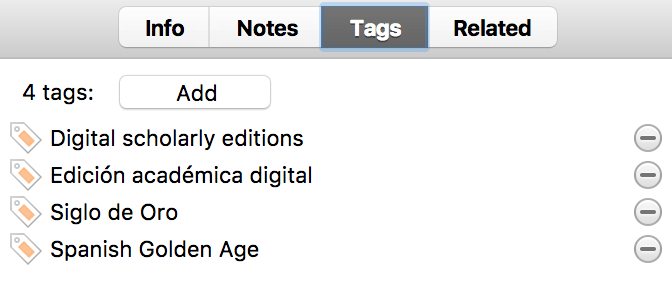 Info Notes Tags Related
4 tags: Add
Digital scholarly editions
Edición académica digital
Siglo de Oro
Spanish Golden Age